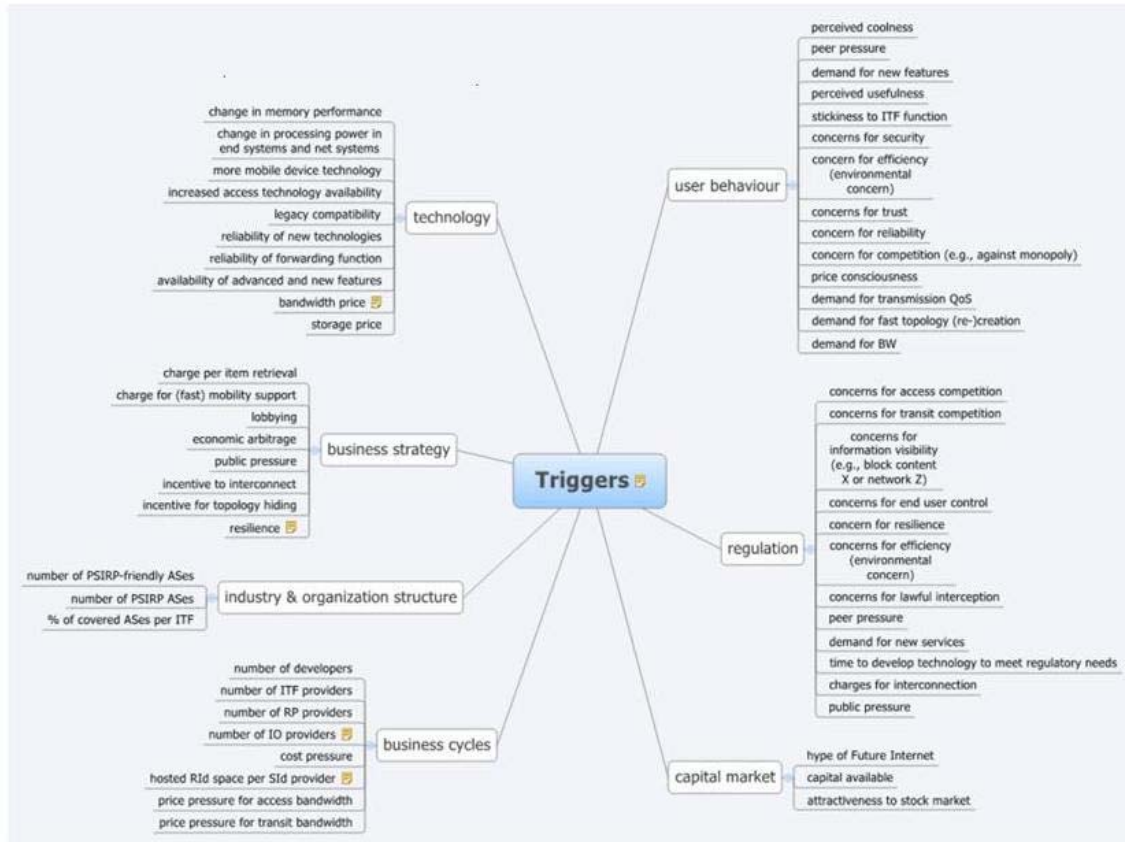 Triggers
technology
change in memory performance
change in processing power in
end systems and net systems
more mobile device technology
increased access technology availability
legacy compatibility
reliability of new technologies
reliability of forwarding function
availability of advanced and new features
bandwidth price
storage price
business strategy
charge per item retrieval
charge for (fast) mobility support
lobbying
economic arbitrage
public pressure
incentive to interconnect
incentive for topology hiding
resilience
industry & organization structure
number of PSIRP-friendly ASes
number of PSIRP ASes
% of covered ASes per ITF
business cycles
number of developers
number of ITF providers
number of RP providers
number of IO providers
cost pressure
hosted RId space per SId provider
price pressure for access bandwidth
price pressure for transit bandwidth
user behaviour
perceived coolness
peer pressure
demand for new features
perceived usefulness
stickiness to ITF function
concerns for security
concern for efficiency
(environmental
concern)
concerns for trust
concern for reliability
concern for competition (e.g., against monopoly)
price consciousness
demand for transmission QoS
demand for fast topology (re-)creation
demand for BW
regulation
concerns for access competition
concerns for transit competition
concerns for
information visibility
(e.g., block content
X or network Z)
concerns for end user control
concern for resilience
concerns for efficiency
(environmental
concern)
concerns for lawful interception
peer pressure
demand for new services
time to develop technology to meet regulatory needs
charges for interconnection
public pressure
capital market
hype of Future Internet
capital available
attractiveness to stock market